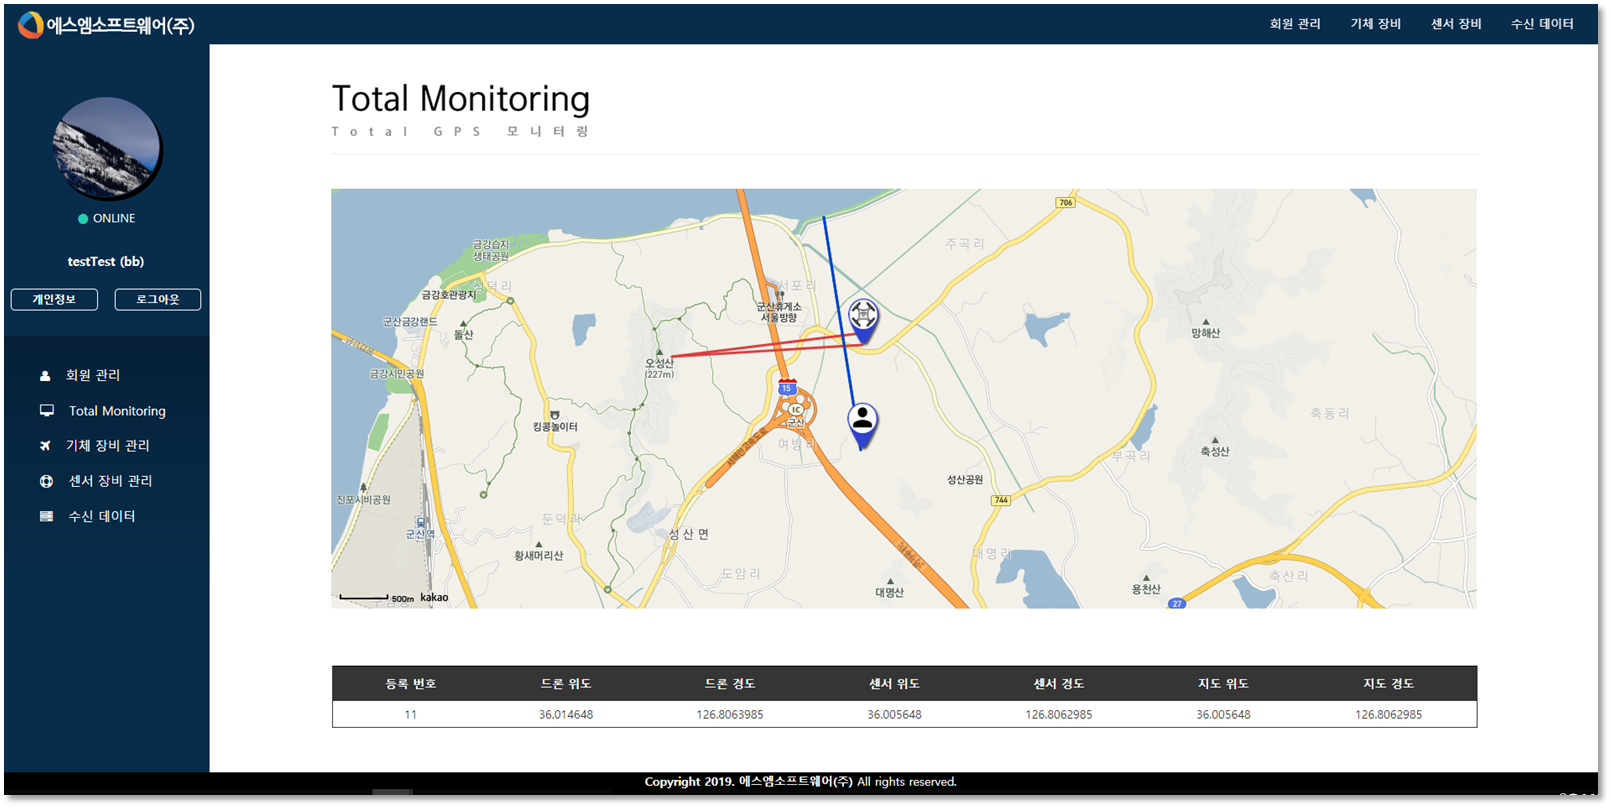 에스엠소프트웨어(주)
회원 관리 기체 장비 센서 장비 수신 데이터
ONLINE
testTest (bb)
개인정보 로그아웃
회원 관리
Total Monitoring
기체 장비 관리
센서 장비 관리
수신 데이터
Total Monitoring
Total GPS 모니터링
706
주곡리
금강습지
생태공원
성덕리
금강호관광지
서포리
군산휴게소
서울방향
군산금강랜드
돌산
망해산
오성산
(227m)
금강시민공원
15
IC
군산
킹콩놀이터
서해안고속도로
여방리
축동리
축성산
부곡리
성산공원
744
진포시비공원
군산역
둔덕리
성산면
황새머리산
대명리
도암리
대명산
용천산
축산리
27
500m kakao
등록 번호 드론 위도 드론 경도 센서 위도 센서 경도 지도 위도 지도 경도
11 36.014648 126.8063985 36.005648 126.8062985 36.005648 126.8062985
Copyright 2019. 에스엠소프트웨어(주) All rights reserved.